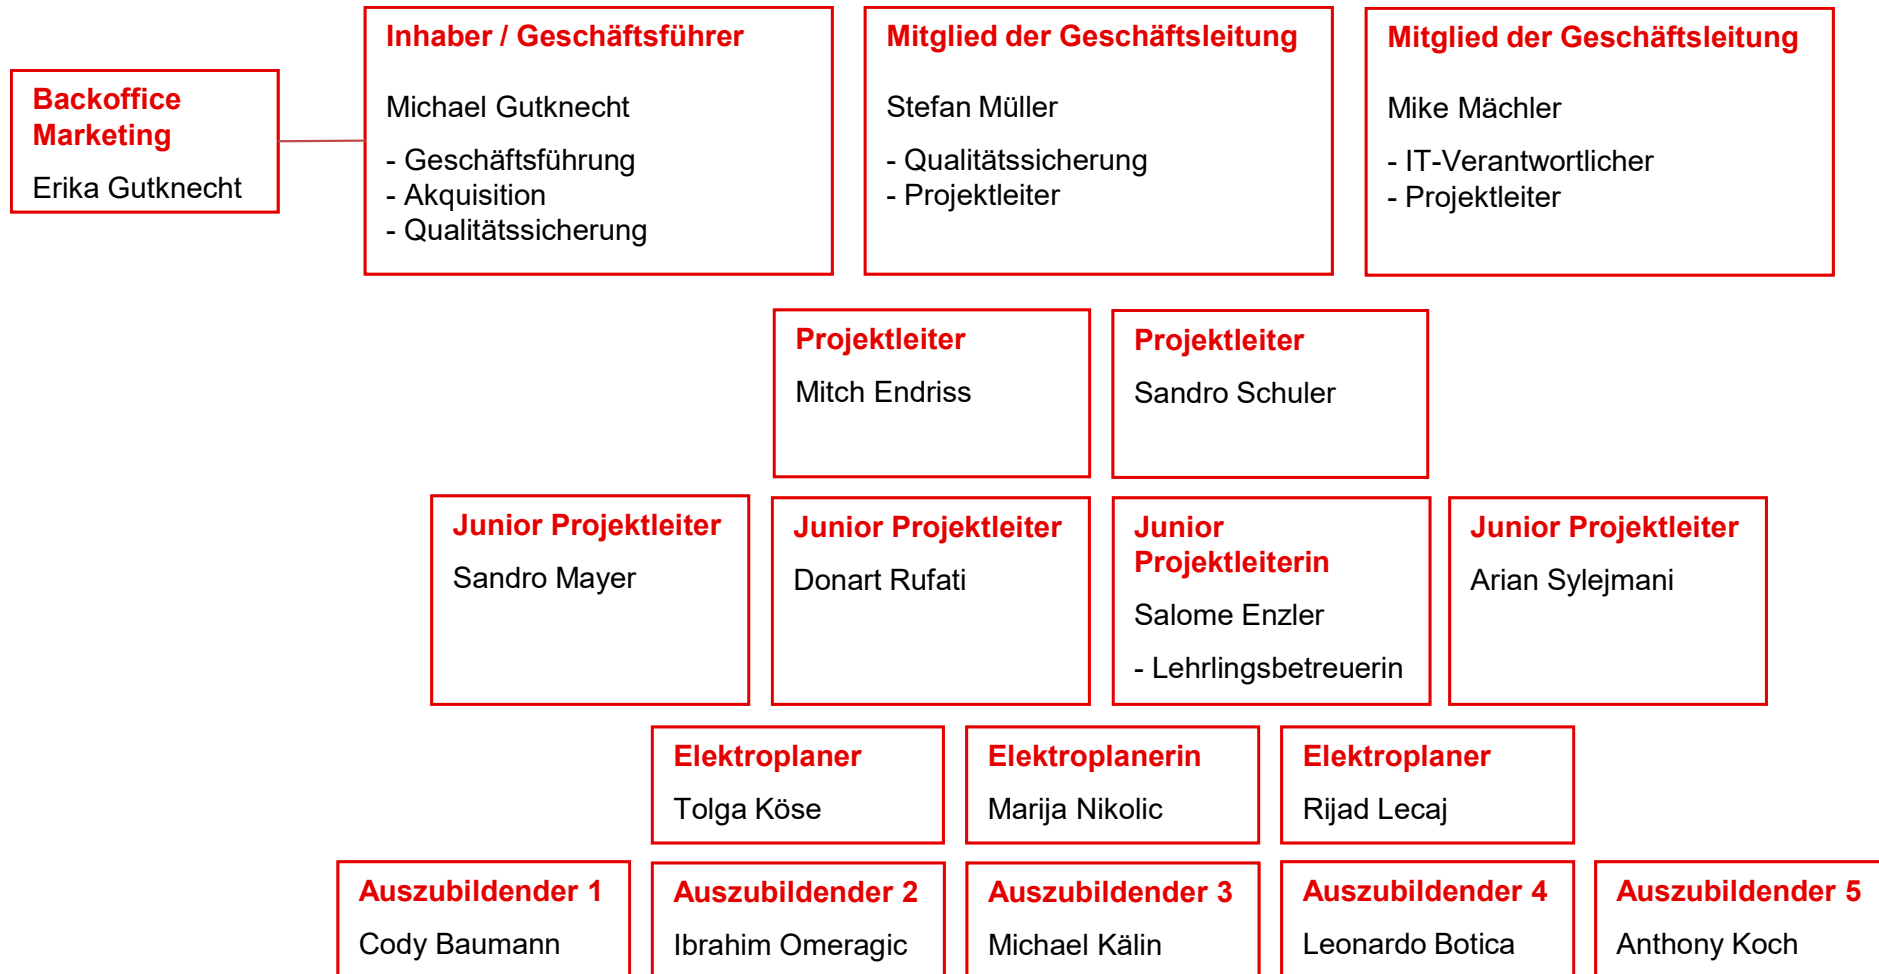 Backoffice
Marketing
Erika Gutknecht
Inhaber / Geschäftsführer
Michael Gutknecht
- Geschäftsführung
- Akquisition
- Qualitätssicherung
Mitglied der Geschäftsleitung
Stefan Müller
- Qualitätssicherung
- Projektleiter
Mitglied der Geschäftsleitung
Mike Mächler
- IT-Verantwortlicher
- Projektleiter
Projektleiter
Mitch Endriss
Projektleiter
Sandro Schuler
Junior Projektleiter
Sandro Mayer
Junior Projektleiter
Donart Rufati
Junior
Projektleiterin
Salome Enzler
- Lehrlingsbetreuerin
Junior Projektleiter
Arian Sylejmani
Elektroplaner
Tolga Köse
Elektroplanerin
Marija Nikolic
Elektroplaner
Rijad Lecaj
Auszubildender 1
Cody Baumann
Auszubildender 2
Ibrahim Omeragic
Auszubildender 3
Michael Kälin
Auszubildender 4
Leonardo Botica
Auszubildender 5
Anthony Koch